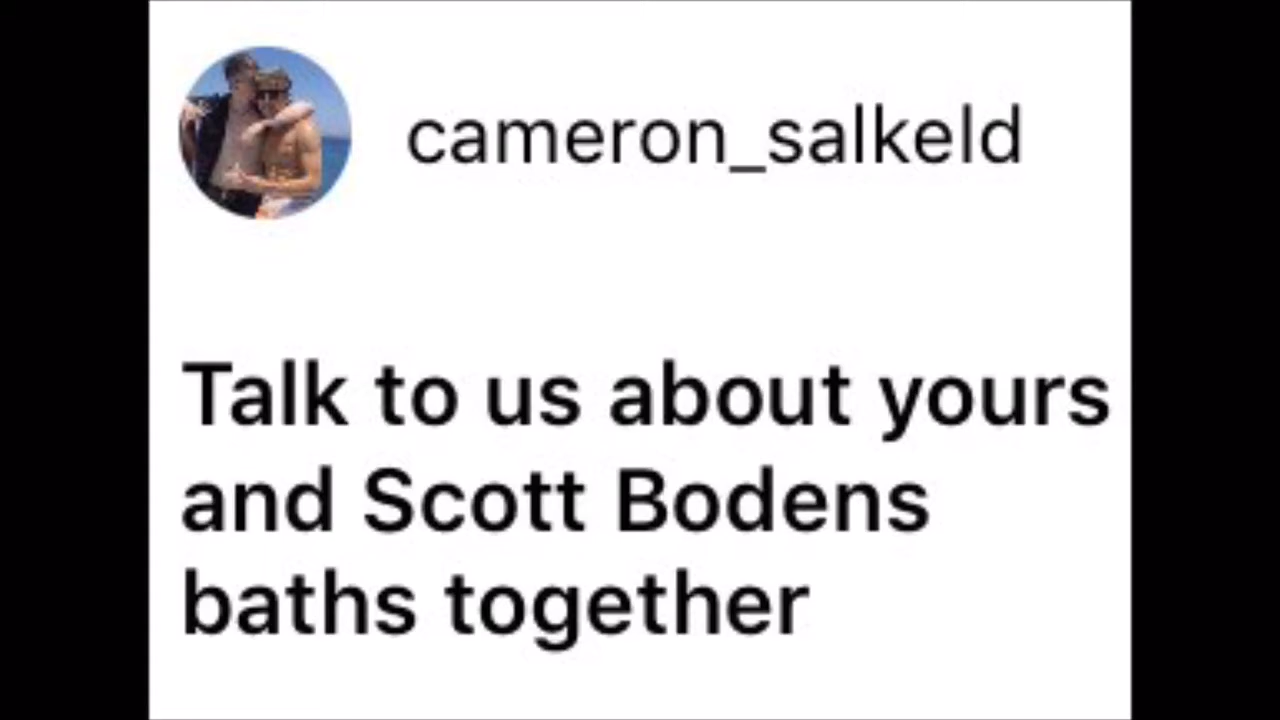 cameron_salkeld
Talk to us about yours
and Scott Bodens
baths together